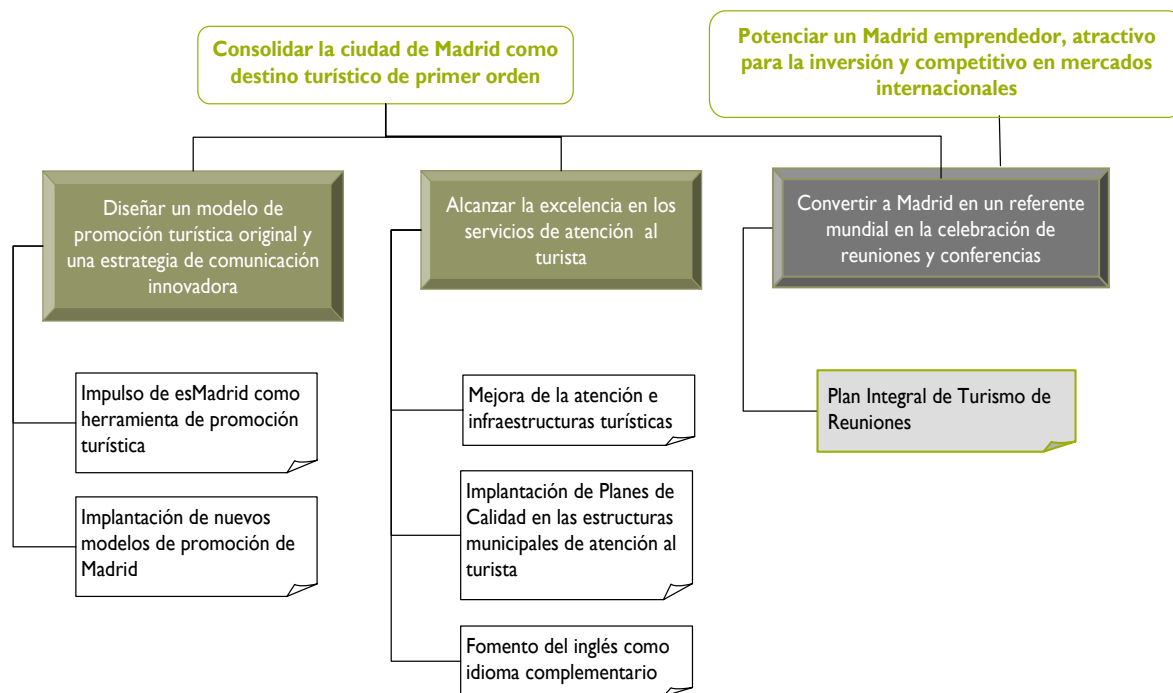 Consolidar la ciudad de Madrid como
destino turístico de primer orden
Potenciar un Madrid emprendedor, atractivo
para la inversión y competitivo en mercados
internacionales
Diseñar un modelo de
promoción turística original y
una estrategia de comunicación
innovadora
Alcanzar la excelencia en los
servicios de atención al
turista
Convertir a Madrid en un referente
mundial en la celebración de
reuniones y conferencias
Impulso de esMadrid como
herramienta de promoción
turística
Implantación de nuevos
modelos de promoción de
Madrid
Mejora de la atención e
infraestructuras turísticas
Implantación de Planes de
Calidad en las estructuras
municipales de atención al
turista
Fomento del inglés como
idioma complementario
Plan Integral de Turismo de
Reuniones